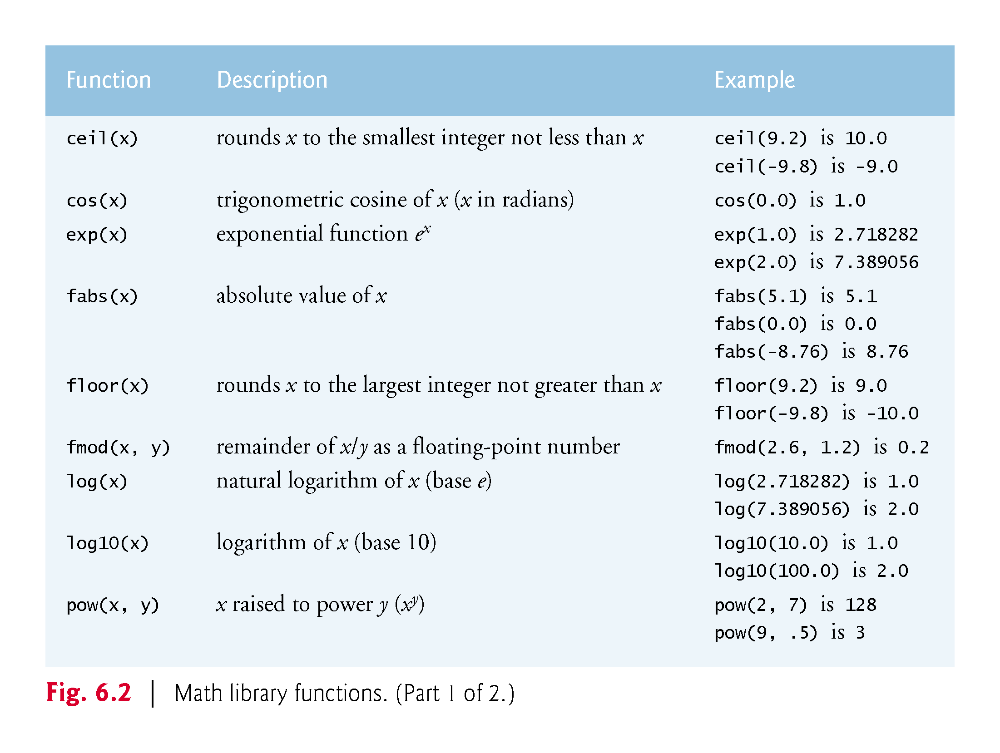 Function Description Example
ceil(x) rounds x to the smallest integer not less than x ceil(9.2) is 10.0
ceil(-9.8) is -9.0
cos(x) trigonometric cosine of x (x in radians) cos(0.0) is 1.0
exp(x) exponential function eˣ exp(1.0) is 2.718282
exp(2.0) is 7.389056
fabs(x) absolute value of x fabs(5.1) is 5.1
fabs(0.0) is 0.0
fabs(-8.76) is 8.76
floor(x) rounds x to the largest integer not greater than x floor(9.2) is 9.0
floor(-9.8) is -10.0
fmod(x, y) remainder of x/y as a floating-point number fmod(2.6, 1.2) is 0.2
log(x) natural logarithm of x (base e) log(2.718282) is 1.0
log(7.389056) is 2.0
log10(x) logarithm of x (base 10) log10(10.0) is 1.0
log10(100.0) is 2.0
pow(x, y) x raised to power y (xʸ) pow(2, 7) is 128
pow(9, .5) is 3
Fig. 6.2 | Math library functions. (Part 1 of 2.)